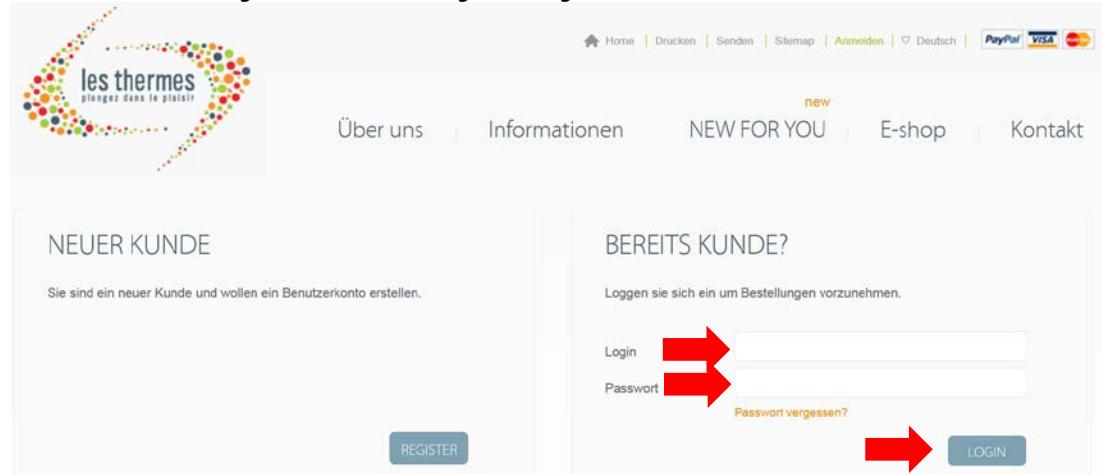 Home | Drucken | Senden | Sitemap | Anmelden | Deutsch | PayPal VISA
les thermes
plongez dans le plaisir
new
Über uns Informationen NEW FOR YOU E-shop Kontakt
NEUER KUNDE
Sie sind ein neuer Kunde und wollen ein Benutzerkonto erstellen.
REGISTER
BEREITS KUNDE?
Loggen sie sich ein um Bestellungen vorzunehmen.
Login
Passwort
Passwort vergessen?
LOGIN